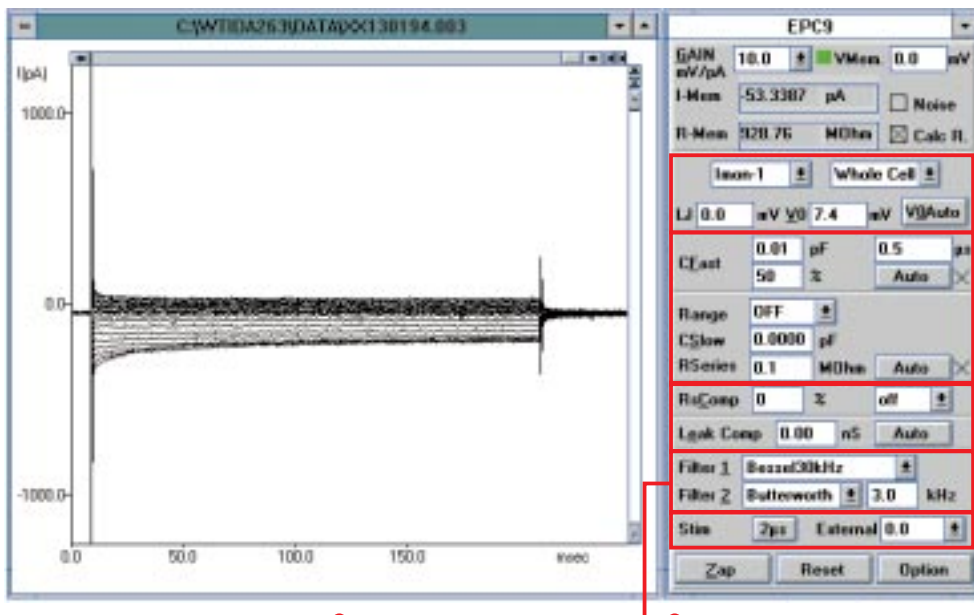 C:\WTIDA263\DATA\XX130194.003
I[pA]
1000.0
0.0
-1000.0
0.0 50.0 100.0 150.0 msec
EPC9
GAIN 10.0 VMem. 0.0 mV
mV/pA
I-Mem -53.3387 pA Noise
R-Mem 928.76 MOhm Calc R.
Imon-1 Whole Cell
LJ 0.0 mV V0 7.4 mV V0Auto
0.01 pF 0.5 µs
CFast
50 % Auto
Range OFF
CSlow 0.0000 pF
RSeries 0.1 MOhm Auto
RsComp 0 % off
Leak Comp 0.00 nS Auto
Filter 1 Bessel30kHz
Filter 2 Butterworth 3.0 kHz
Stim 2µs External 0.0
Zap Reset Option